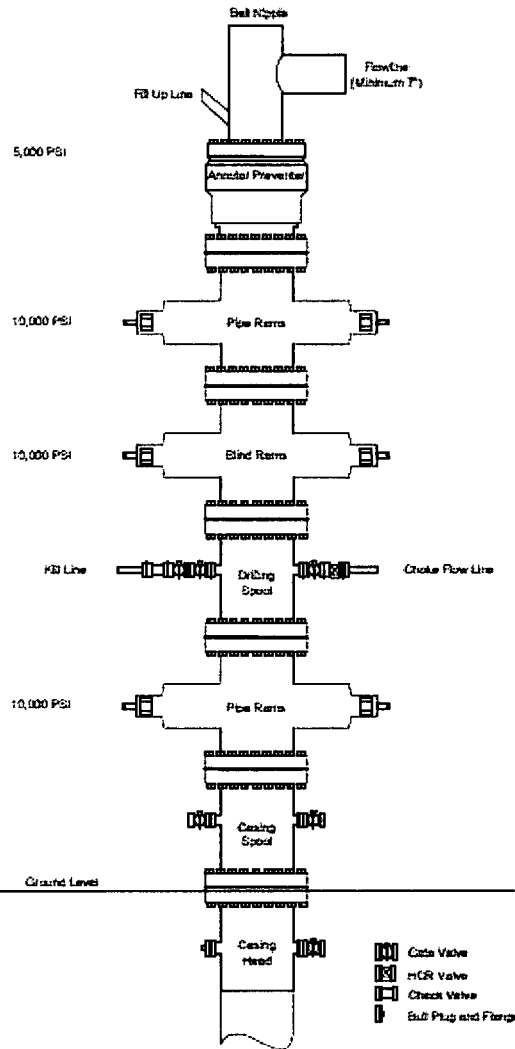 Bell Nipple
Flowline
(Minimum 7")
Fill Up Line
5,000 PSI
Annular Preventer
10,000 PSI
Pipe Rams
10,000 PSI
Blind Rams
Kill Line
Drilling
Spool
Choke Flow Line
10,000 PSI
Pipe Rams
Casing
Spool
Ground Level
Casing
Head
Gate Valve
HCR Valve
Check Valve
Bull Plug and Flange